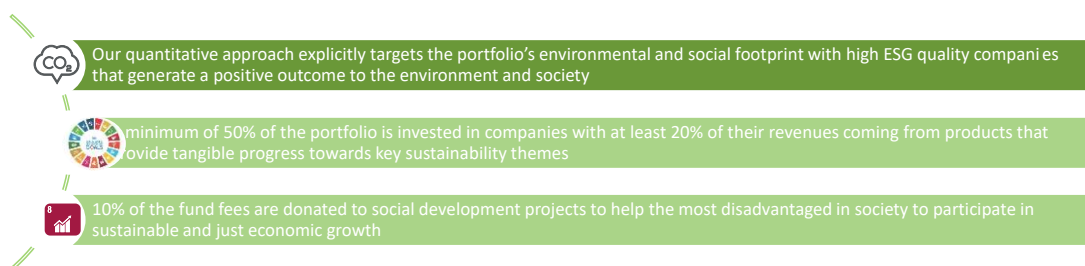 CO2
Our quantitative approach explicitly targets the portfolio's environmental and social footprint with high ESG quality companies
that generate a positive outcome to the environment and society
minimum of 50% of the portfolio is invested in companies with at least 20% of their revenues coming from products that
ovide tangible progress towards key sustainability themes
8
10% of the fund fees are donated to social development projects to help the most disadvantaged in society to participate in
sustainable and just economic growth